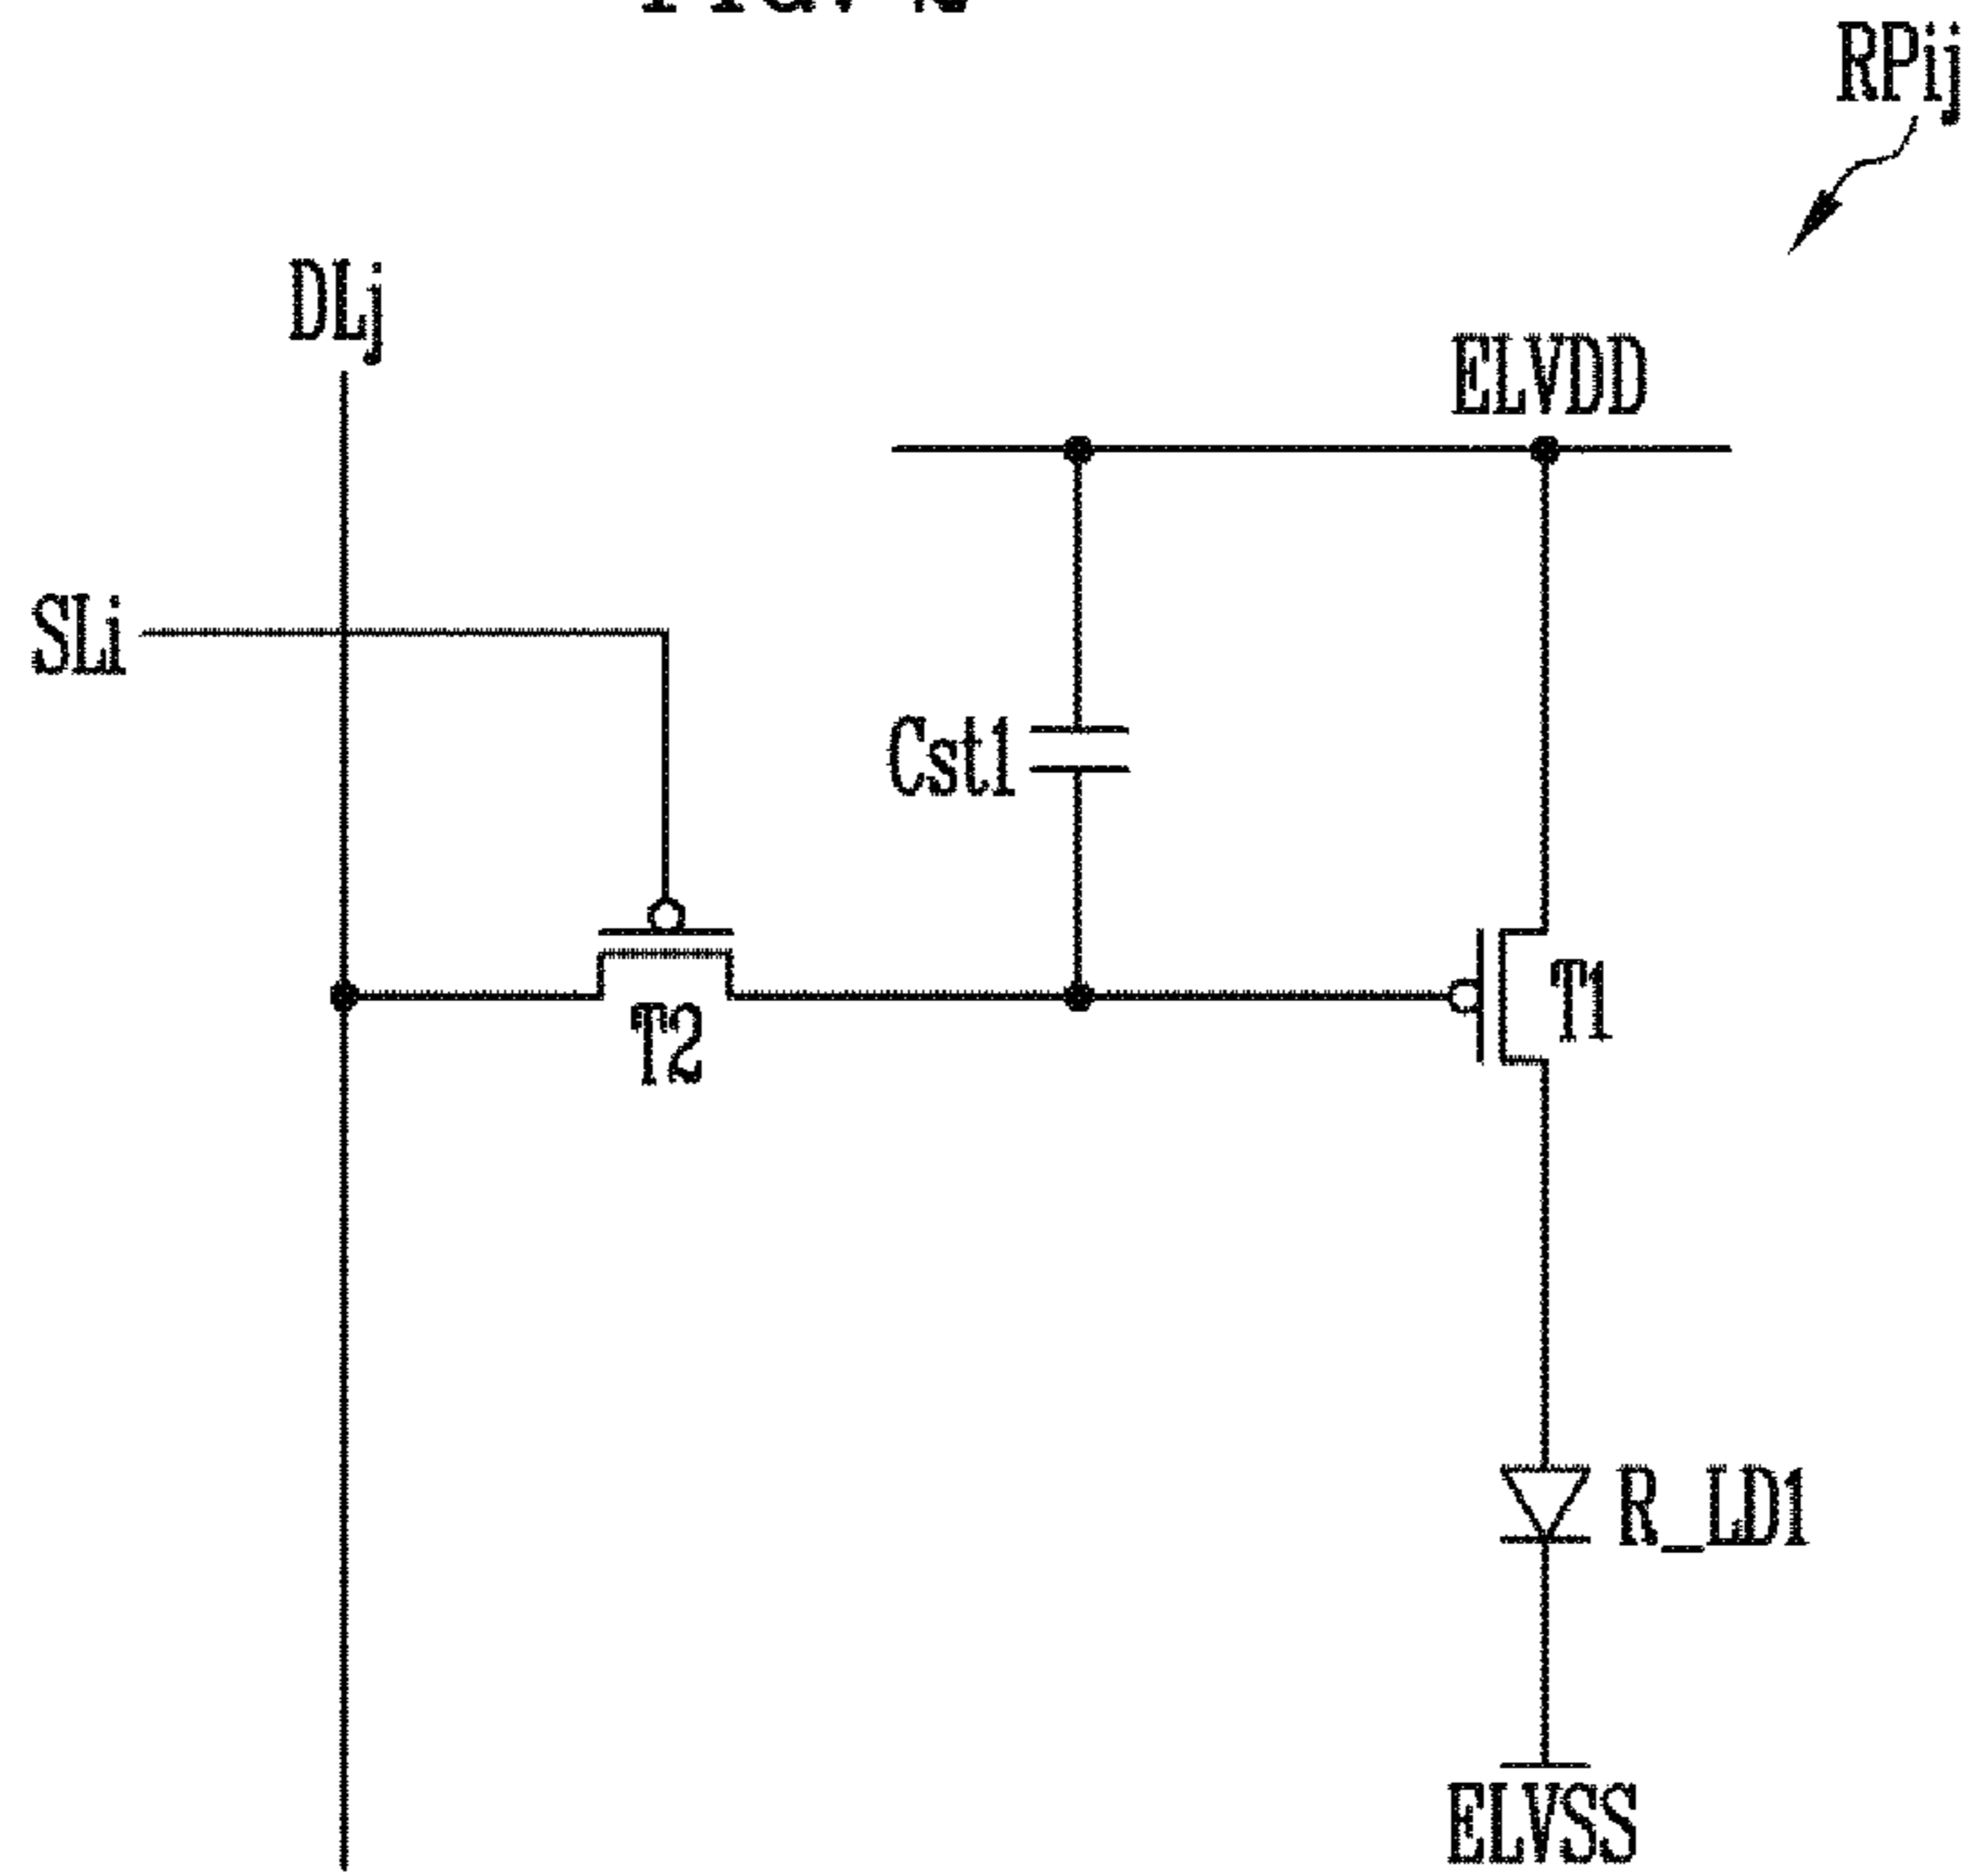 RPij
DLj
ELVDD
SLi
Cst1
T1
T2
R_LD1
ELVSS